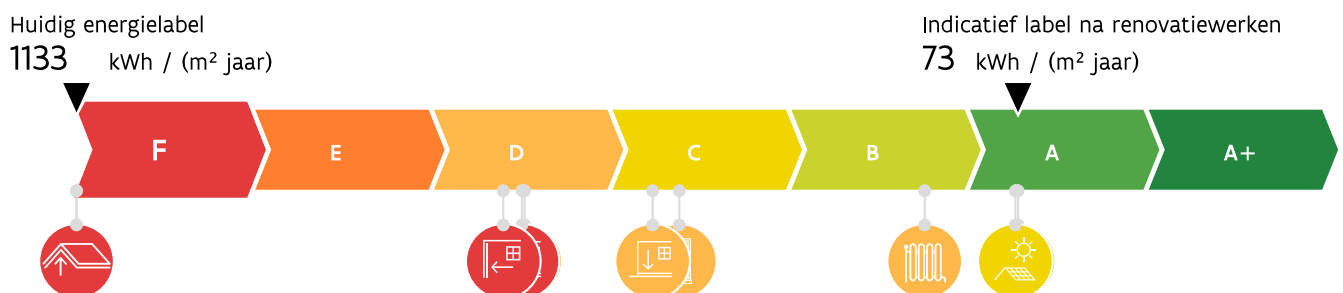 Huidig energielabel
1133 kWh / (m² jaar)
Indicatief label na renovatiewerken
73 kWh / (m² jaar)
F E D C B A A+